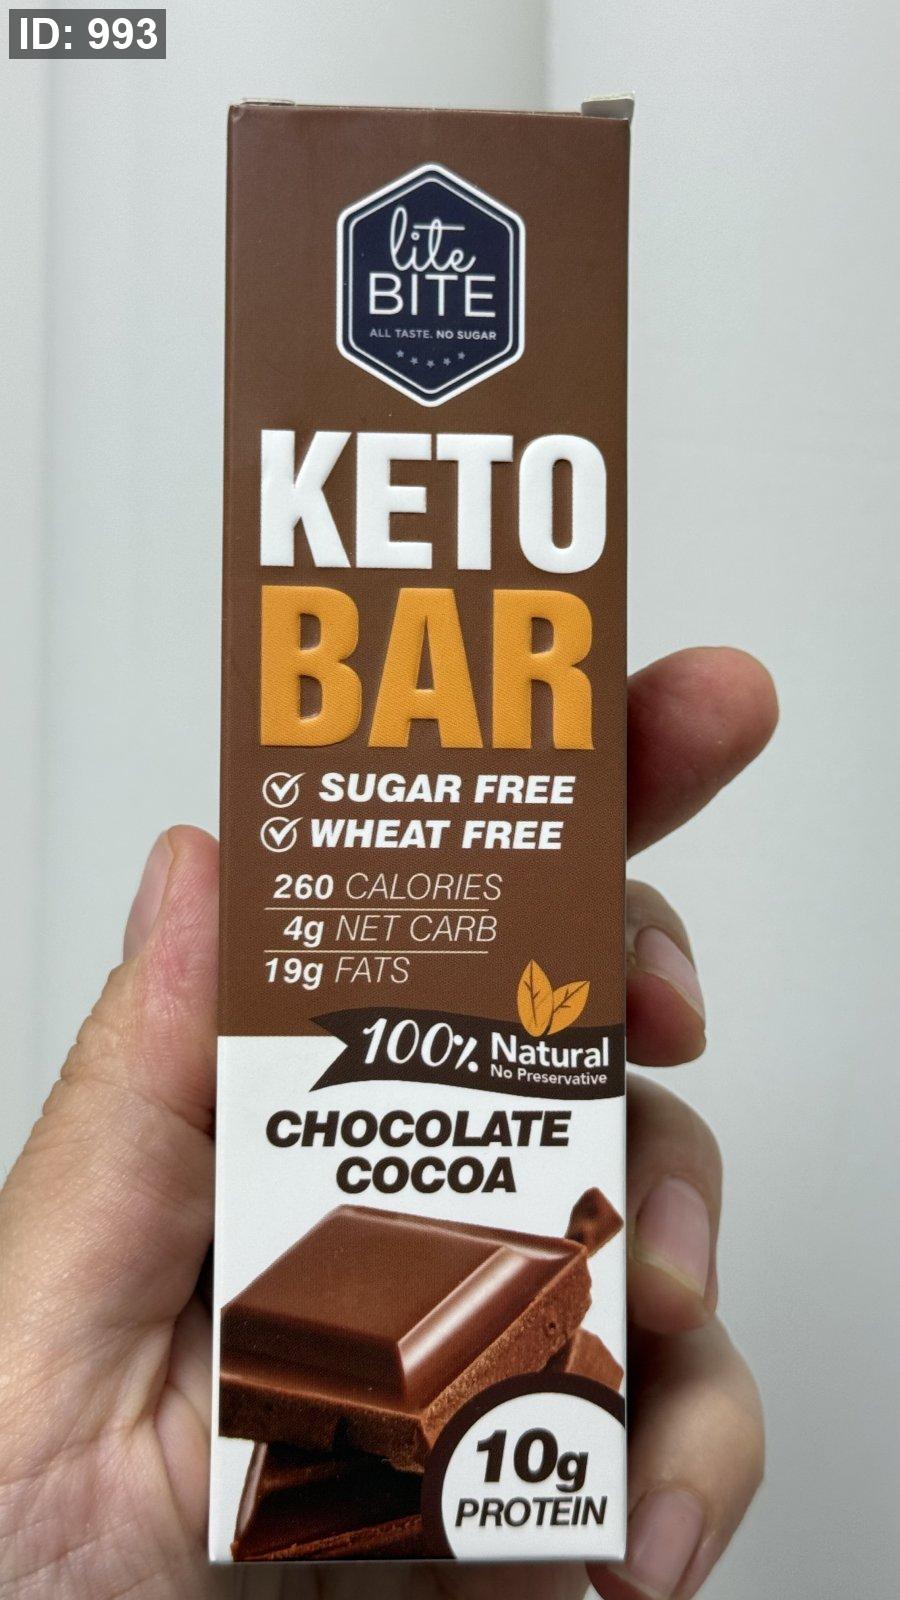 ID: 993
lite
BITE
ALL TASTE. NO SUGAR
KETO
BAR
SUGAR FREE
WHEAT FREE
260 CALORIES
4g NET CARB
19g FATS
100% Natural
No Preservative
CHOCOLATE
COCOA
10g
PROTEIN